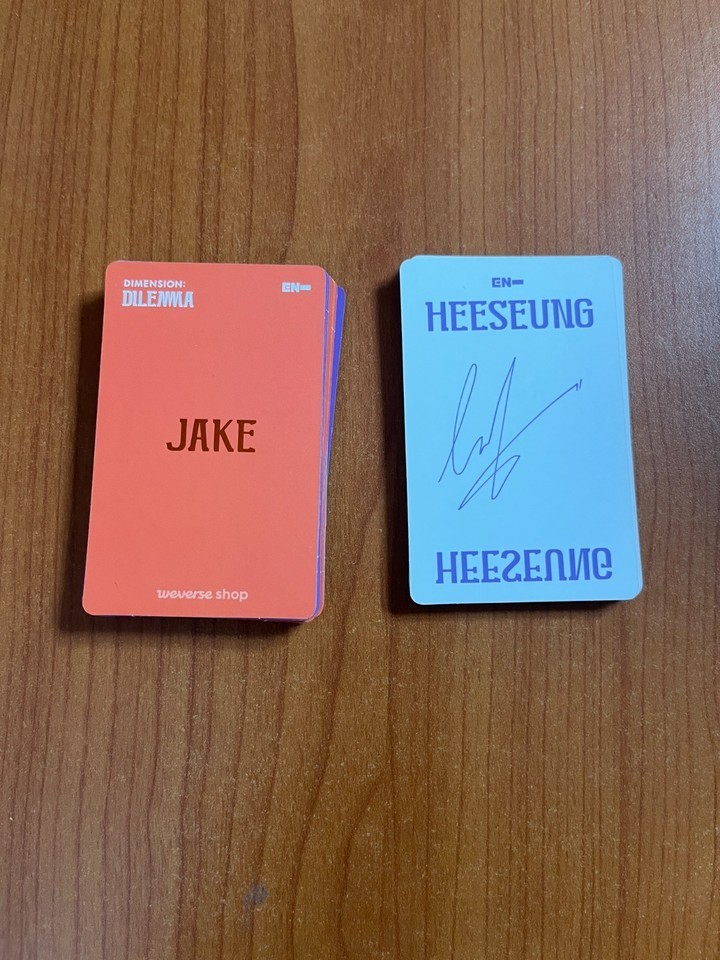 DIMENSION:
DILEMMA
EN-
JAKE
weverse shop
EN-
HEESEUNG
HEESEUNG